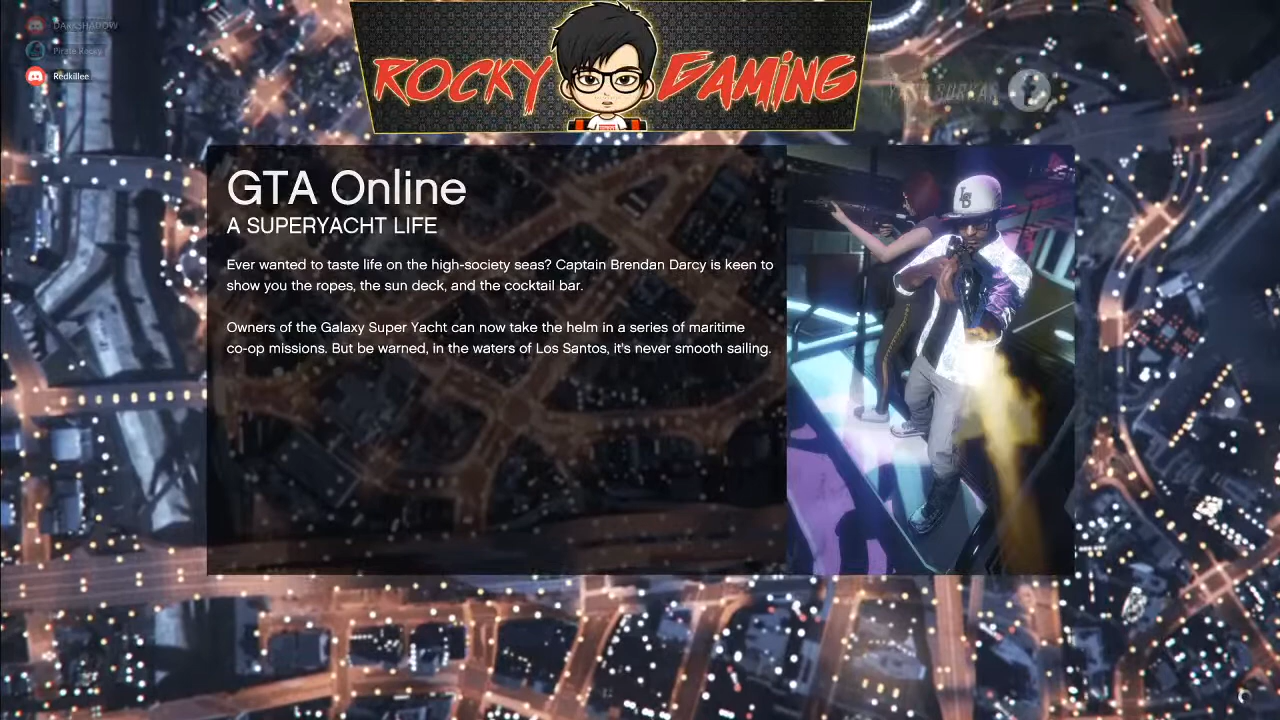 DARKSHADOW
Pirate Rocky
Redkillee
ROCKY GAMING
GTA Online
A SUPERYACHT LIFE
Ever wanted to taste life on the high-society seas? Captain Brendan Darcy is keen to
show you the ropes, the sun deck, and the cocktail bar.
Owners of the Galaxy Super Yacht can now take the helm in a series of maritime
co-op missions. But be warned, in the waters of Los Santos, it's never smooth sailing.